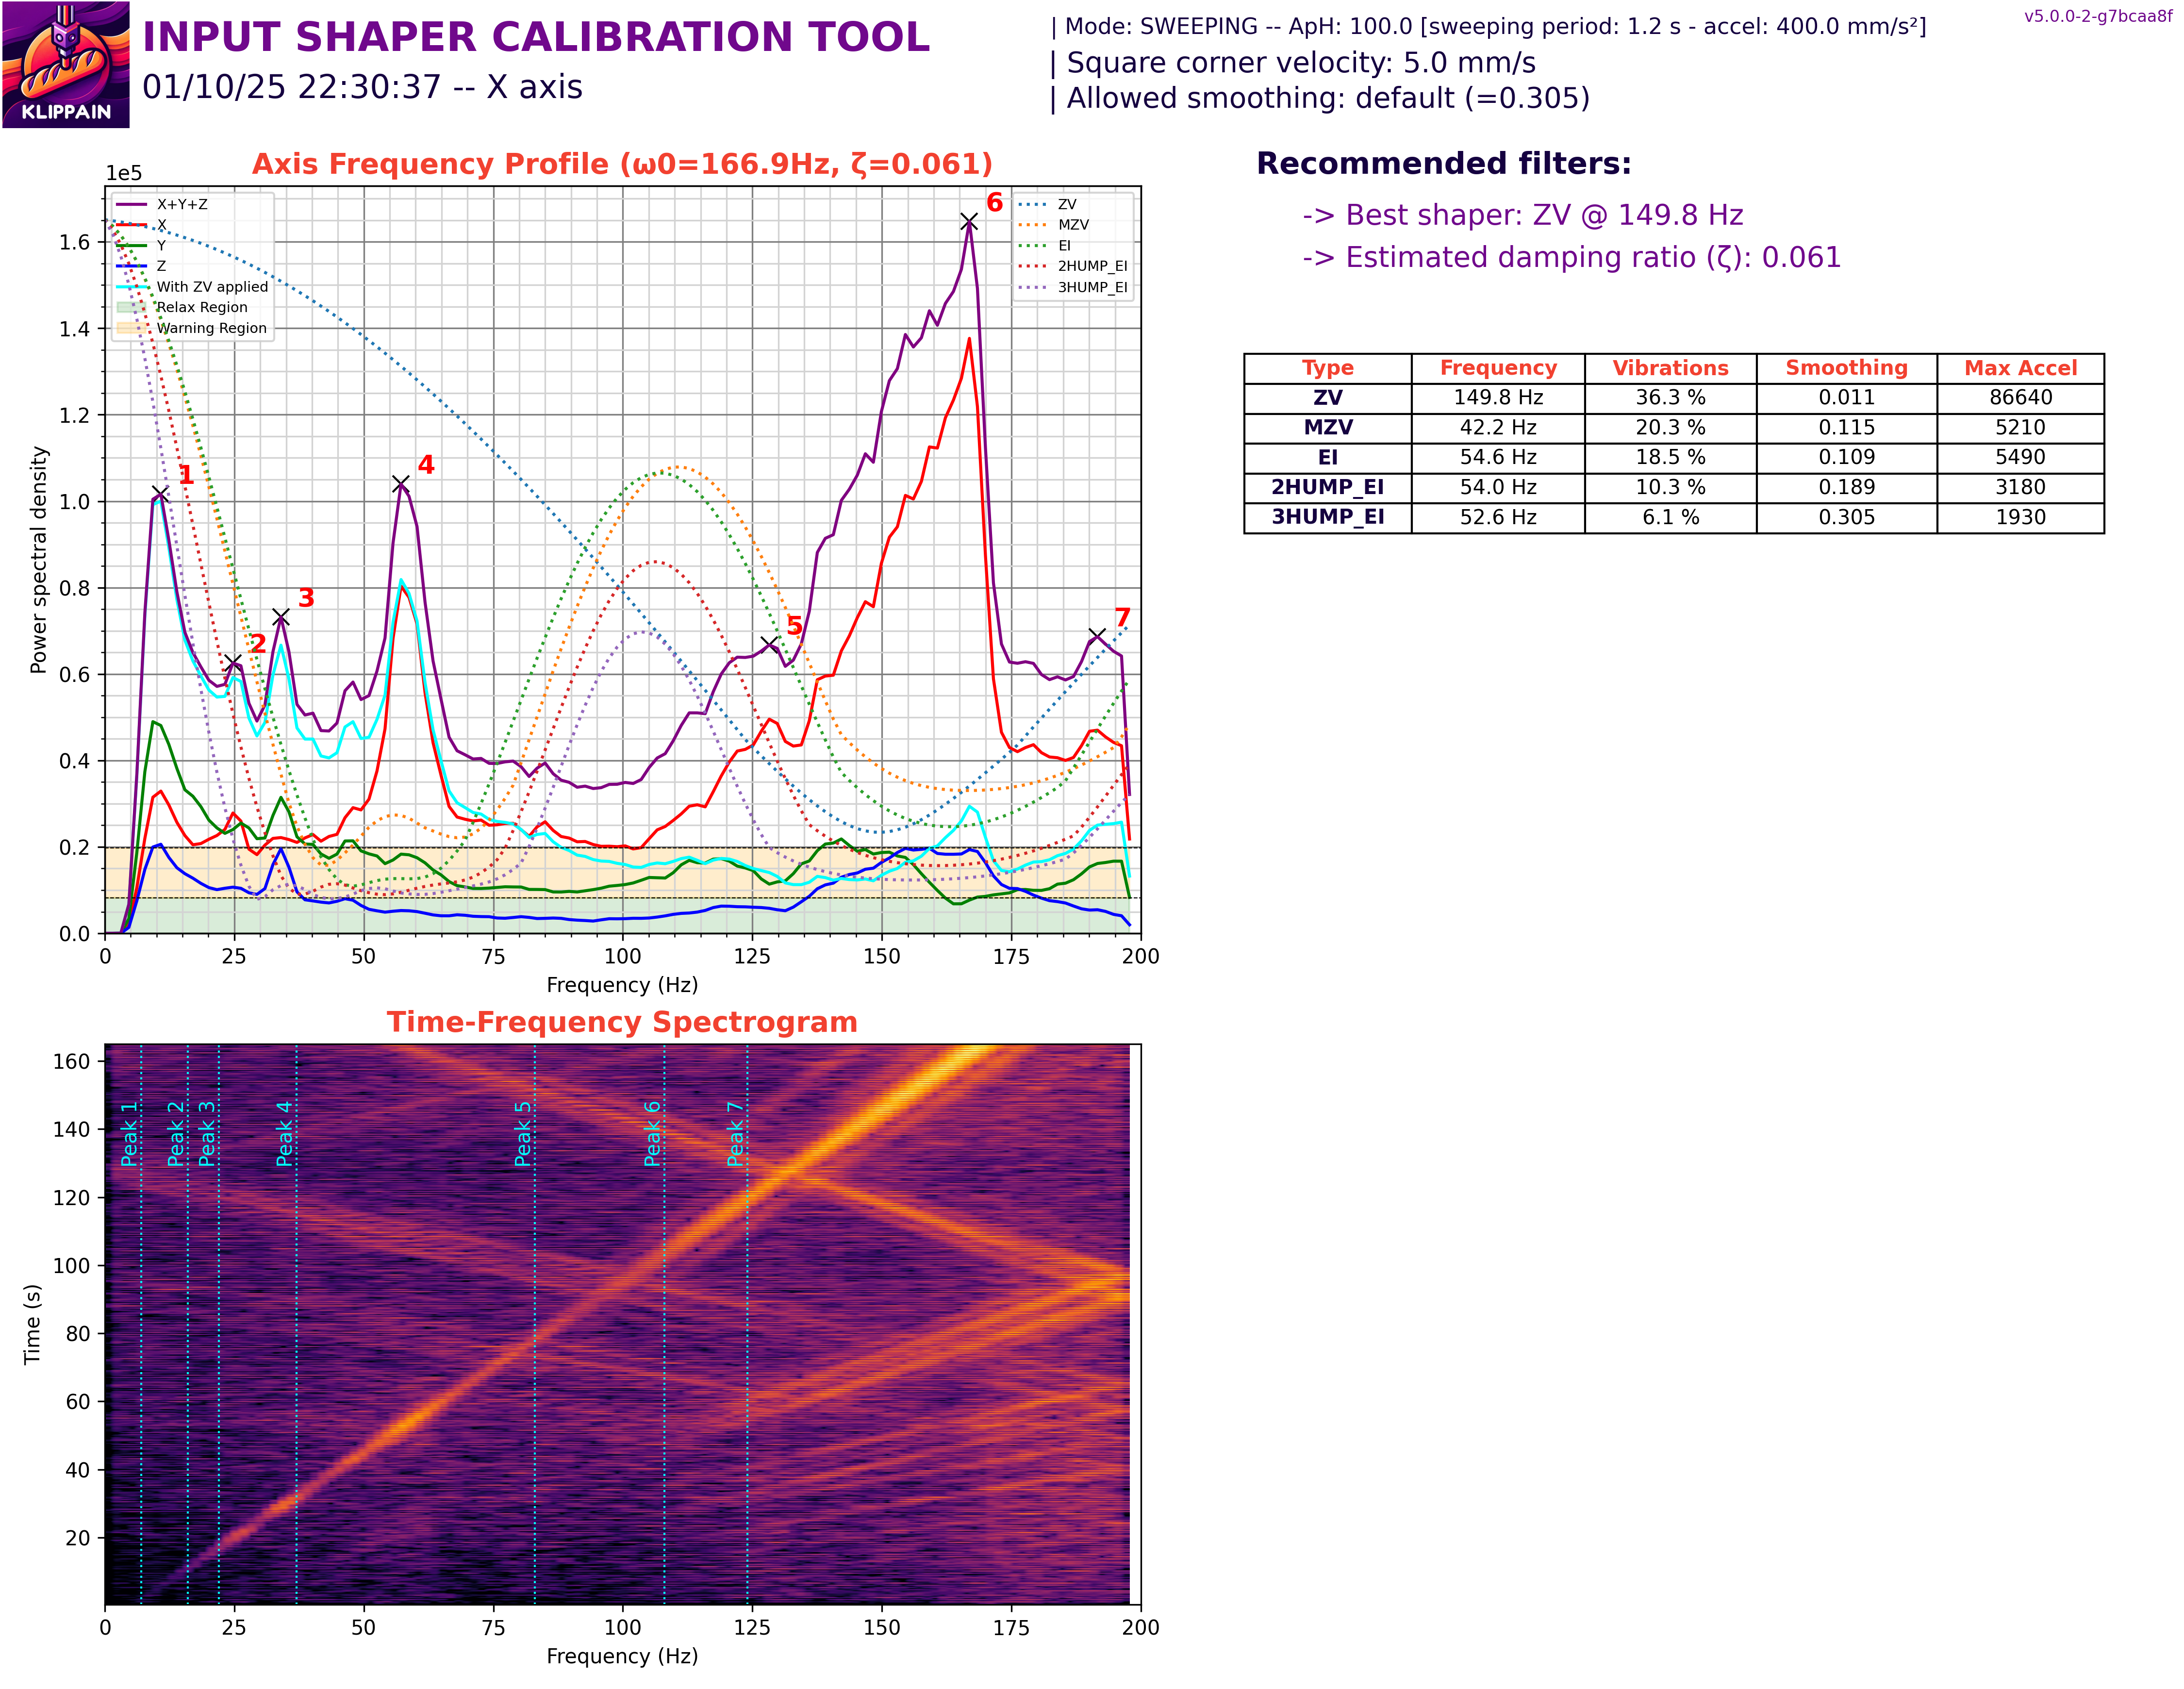 KLIPPAIN
INPUT SHAPER CALIBRATION TOOL
01/10/25 22:30:37 -- X axis
| Mode: SWEEPING -- ApH: 100.0 [sweeping period: 1.2 s - accel: 400.0 mm/s²]
| Square corner velocity: 5.0 mm/s
| Allowed smoothing: default (=0.305)
v5.0.0-2-g7bcaa8f
Axis Frequency Profile (ω0=166.9Hz, ζ=0.061)
1e5
X+Y+Z
X
Y
Z
With ZV applied
Relax Region
Warning Region
ZV
MZV
EI
2HUMP_EI
3HUMP_EI
1
2
3
4
5
6
7
1.6
1.4
1.2
1.0
0.8
0.6
0.4
0.2
0.0
Power spectral density
0 25 50 75 100 125 150 175 200
Frequency (Hz)
Recommended filters:
-> Best shaper: ZV @ 149.8 Hz
-> Estimated damping ratio (ζ): 0.061
Type Frequency Vibrations Smoothing Max Accel
ZV 149.8 Hz 36.3 % 0.011 86640
MZV 42.2 Hz 20.3 % 0.115 5210
EI 54.6 Hz 18.5 % 0.109 5490
2HUMP_EI 54.0 Hz 10.3 % 0.189 3180
3HUMP_EI 52.6 Hz 6.1 % 0.305 1930
Time-Frequency Spectrogram
160
140
120
100
80
60
40
20
Time (s)
Peak 1
Peak 2
Peak 3
Peak 4
Peak 5
Peak 6
Peak 7
0 25 50 75 100 125 150 175 200
Frequency (Hz)